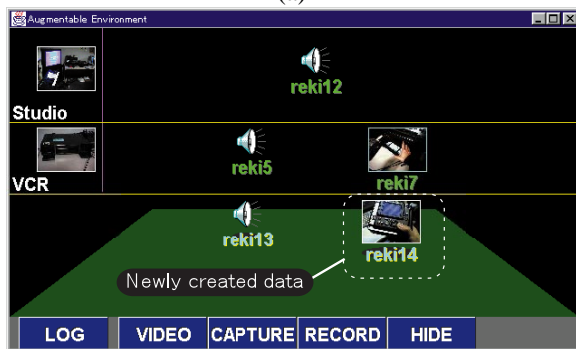 Augmentable Environment
reki12
Studio
reki5
reki7
VCR
reki13
reki14
Newly created data
LOG VIDEO CAPTURE RECORD HIDE